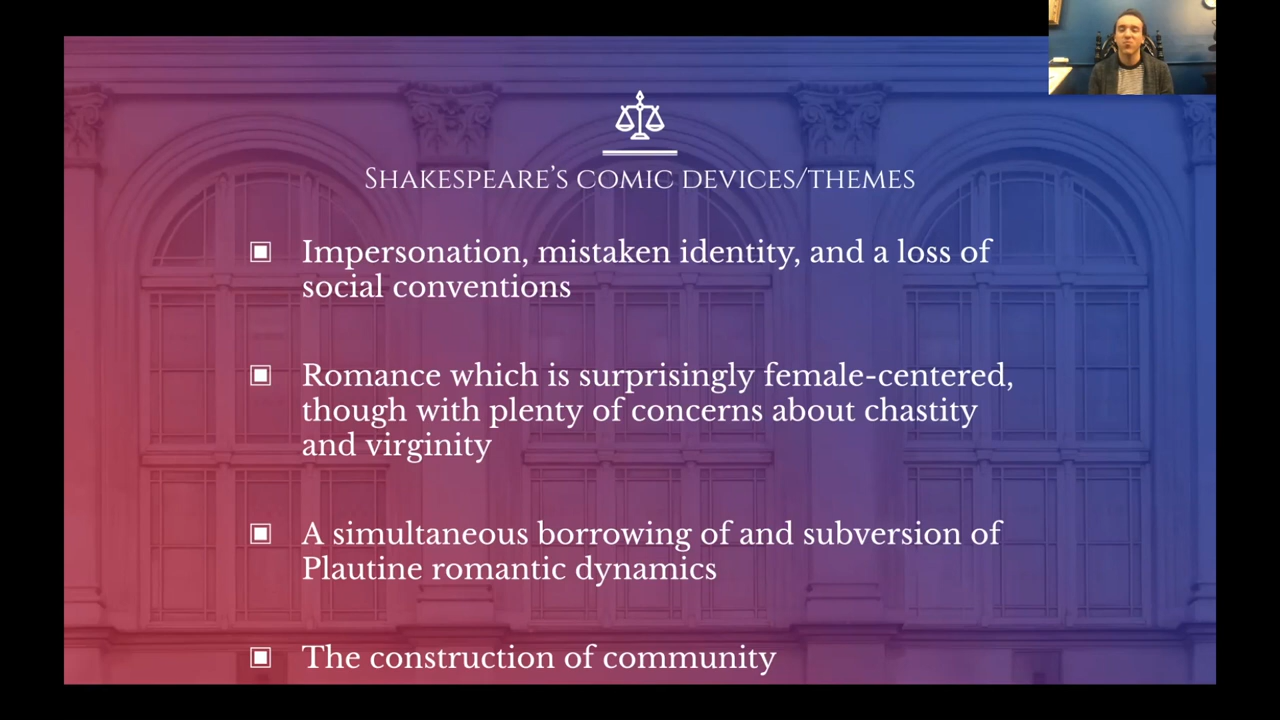 Shakespeare's comic devices/themes
Impersonation, mistaken identity, and a loss of
social conventions
Romance which is surprisingly female-centered,
though with plenty of concerns about chastity
and virginity
A simultaneous borrowing of and subversion of
Plautine romantic dynamics
The construction of community